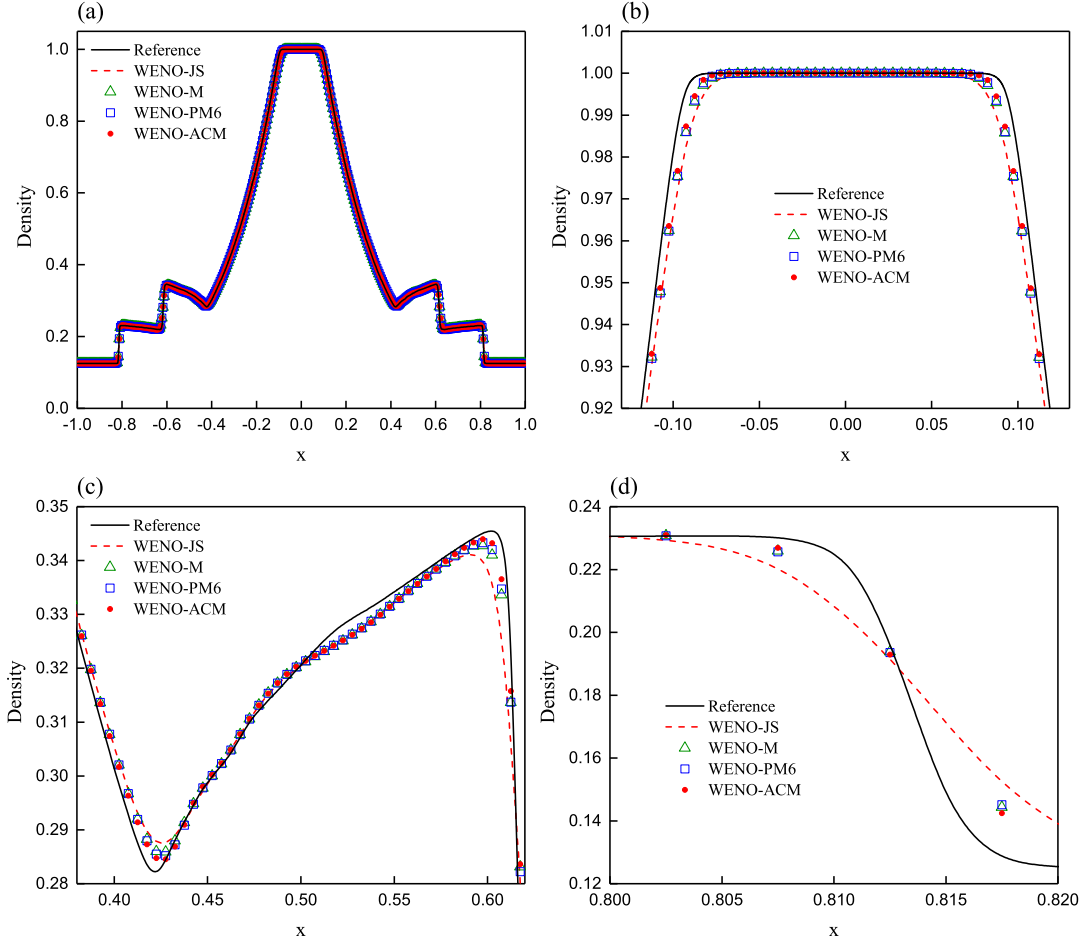 (a)
1.0
0.8
0.6
0.4
0.2
0.0
Density
Reference
WENO-JS
WENO-M
WENO-PM6
WENO-ACM
-1.0 -0.8 -0.6 -0.4 -0.2 0.0 0.2 0.4 0.6 0.8 1.0
x
(b)
1.01
1.00
0.99
0.98
0.97
0.96
0.95
0.94
0.93
0.92
Density
Reference
WENO-JS
WENO-M
WENO-PM6
WENO-ACM
-0.10 -0.05 0.00 0.05 0.10
x
(c)
0.35
0.34
0.33
0.32
0.31
0.30
0.29
0.28
Density
Reference
WENO-JS
WENO-M
WENO-PM6
WENO-ACM
0.40 0.45 0.50 0.55 0.60
x
(d)
0.24
0.22
0.20
0.18
0.16
0.14
0.12
Density
Reference
WENO-JS
WENO-M
WENO-PM6
WENO-ACM
0.800 0.805 0.810 0.815 0.820
x